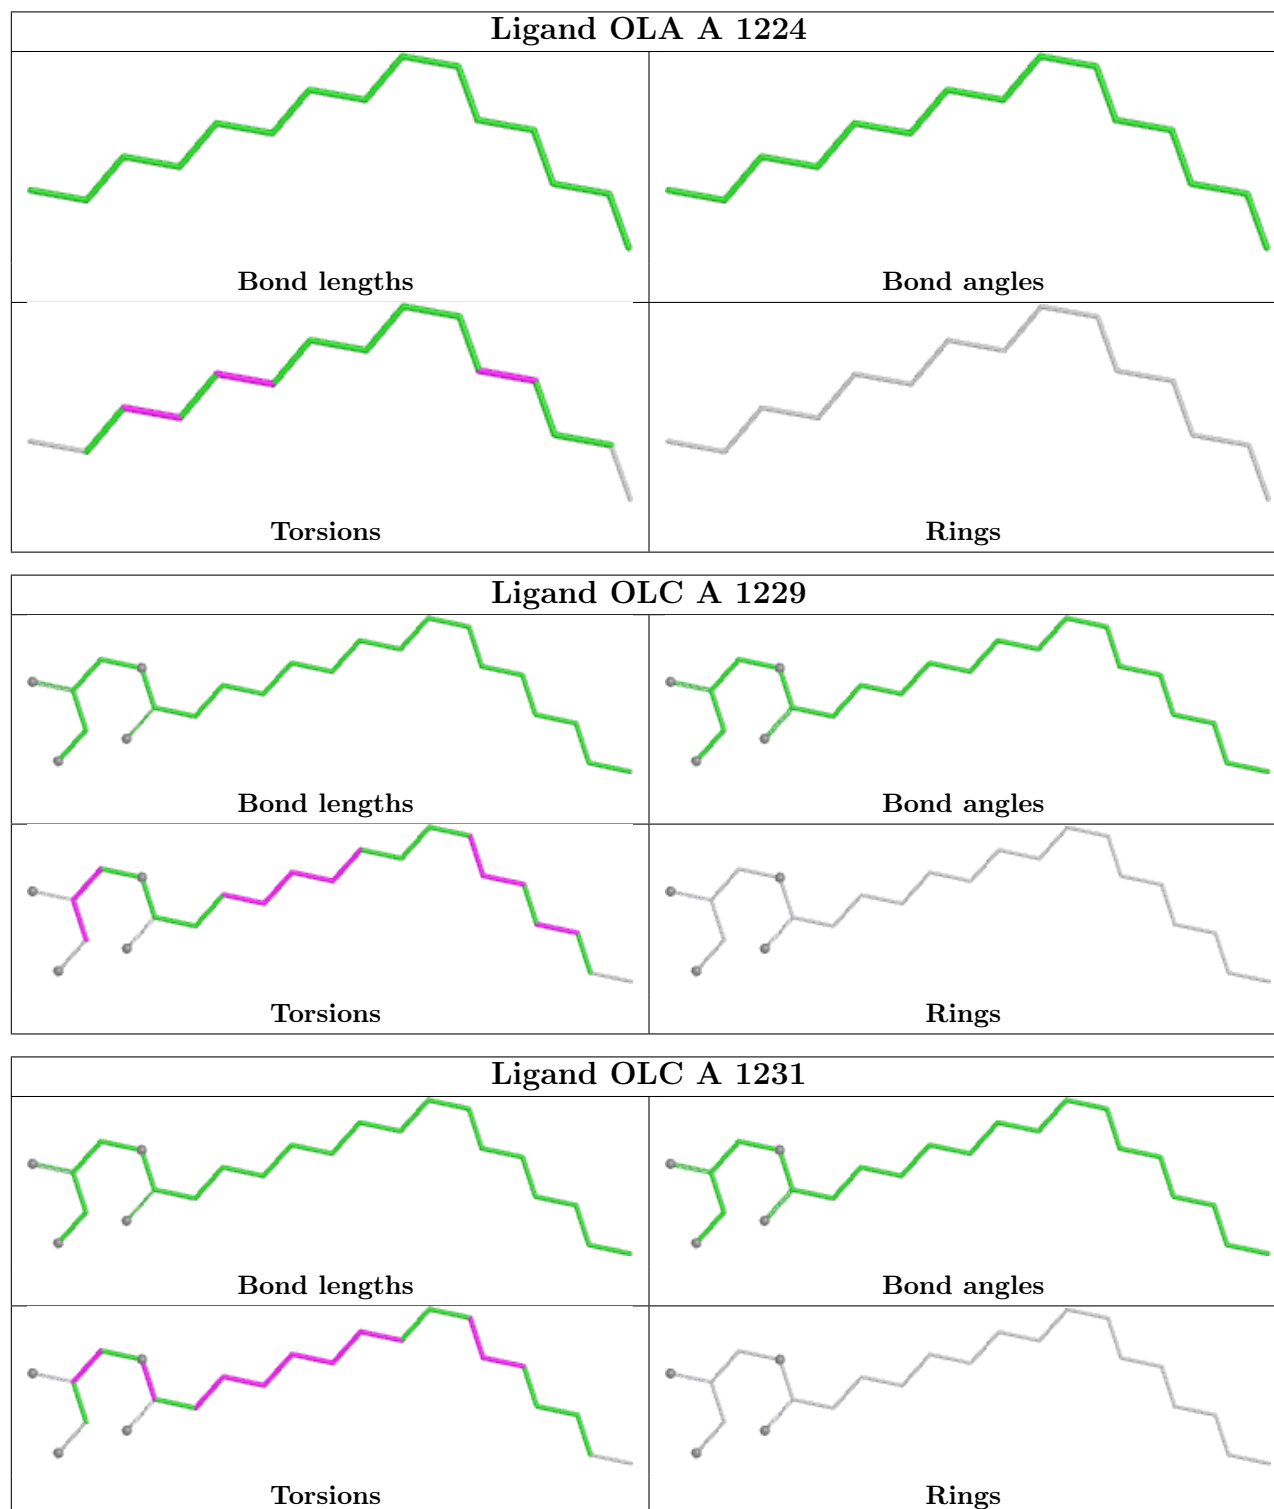 Ligand OLA A 1224
Bond lengths
Bond angles
Torsions
Rings
Ligand OLC A 1229
Bond lengths
Bond angles
Torsions
Rings
Ligand OLC A 1231
Bond lengths
Bond angles
Torsions
Rings